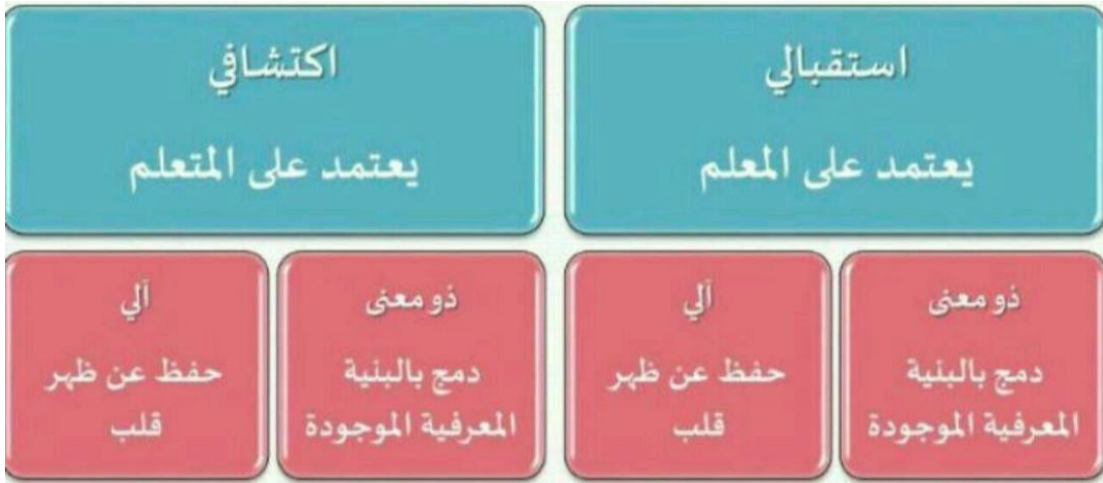 استقبالي
يعتمد على المعلم
اكتشافي
يعتمد على المتعلم
ذو معنى
دمج بالبنية
المعرفية الموجودة
آلي
حفظ عن ظهر
قلب
ذو معنى
دمج بالبنية
المعرفية الموجودة
آلي
حفظ عن ظهر
قلب